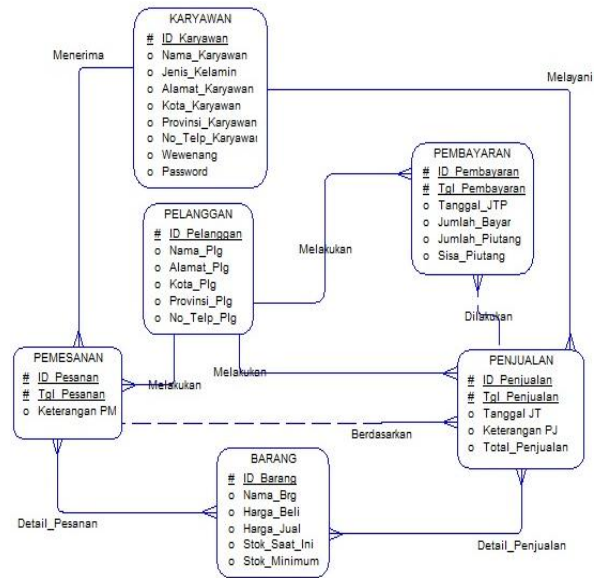 KARYAWAN
# ID_Karyawan
o Nama_Karyawan
o Jenis_Kelamin
o Alamat_Karyawan
o Kota_Karyawan
o Provinsi_Karyawan
o No_Telp_Karyawan
o Wewenang
o Password
Menerima
Melayani
PEMBAYARAN
# ID_Pembayaran
# Tgl_Pembayaran
o Tanggal_JTP
o Jumlah_Bayar
o Jumlah_Piutang
o Sisa_Piutang
PELANGGAN
# ID_Pelanggan
o Nama_Plg
o Alamat_Plg
o Kota_Plg
o Provinsi_Plg
o No_Telp_Plg
Melakukan
Dilakukan
PEMESANAN
# ID_Pesanan
# Tgl_Pesanan
o Keterangan PM
Melakukan
Melakukan
PENJUALAN
# ID_Penjualan
# Tgl_Penjualan
o Tanggal JT
o Keterangan PJ
o Total_Penjualan
Berdasarkan
BARANG
# ID_Barang
o Nama_Brg
o Harga_Beli
o Harga_Jual
o Stok_Saat_Ini
o Stok_Minimum
Detail_Pesanan
Detail_Penjualan